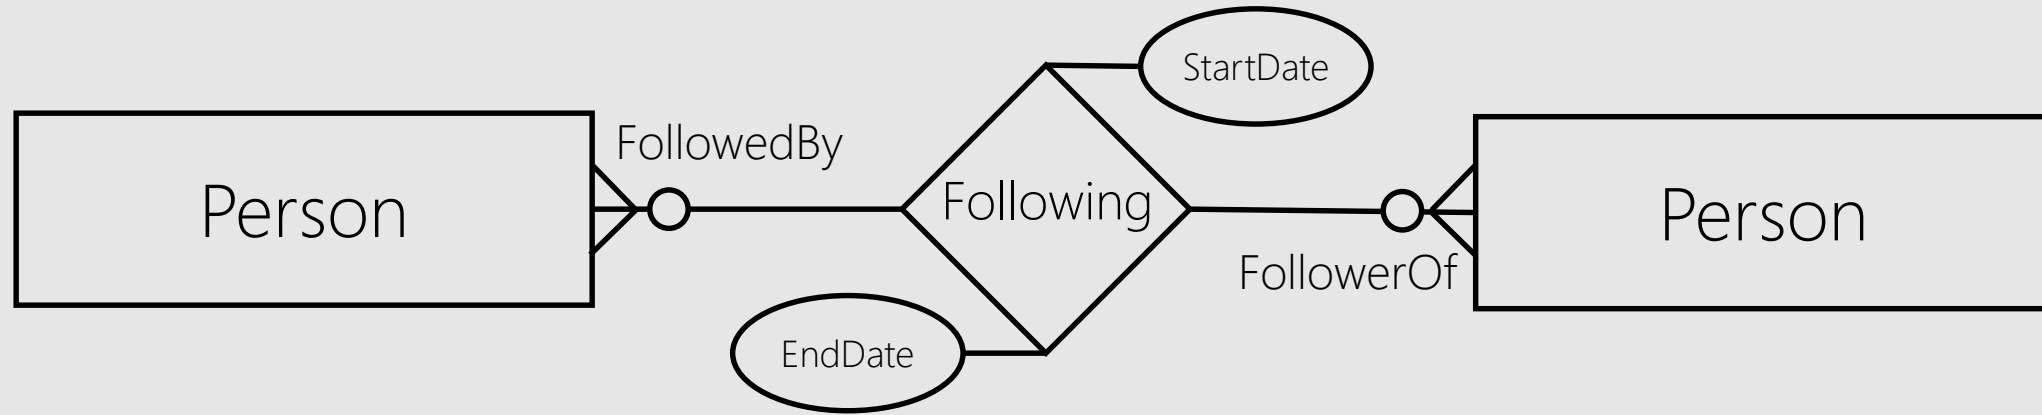 StartDate
FollowedBy
Person
Following
Person
FollowerOf
EndDate